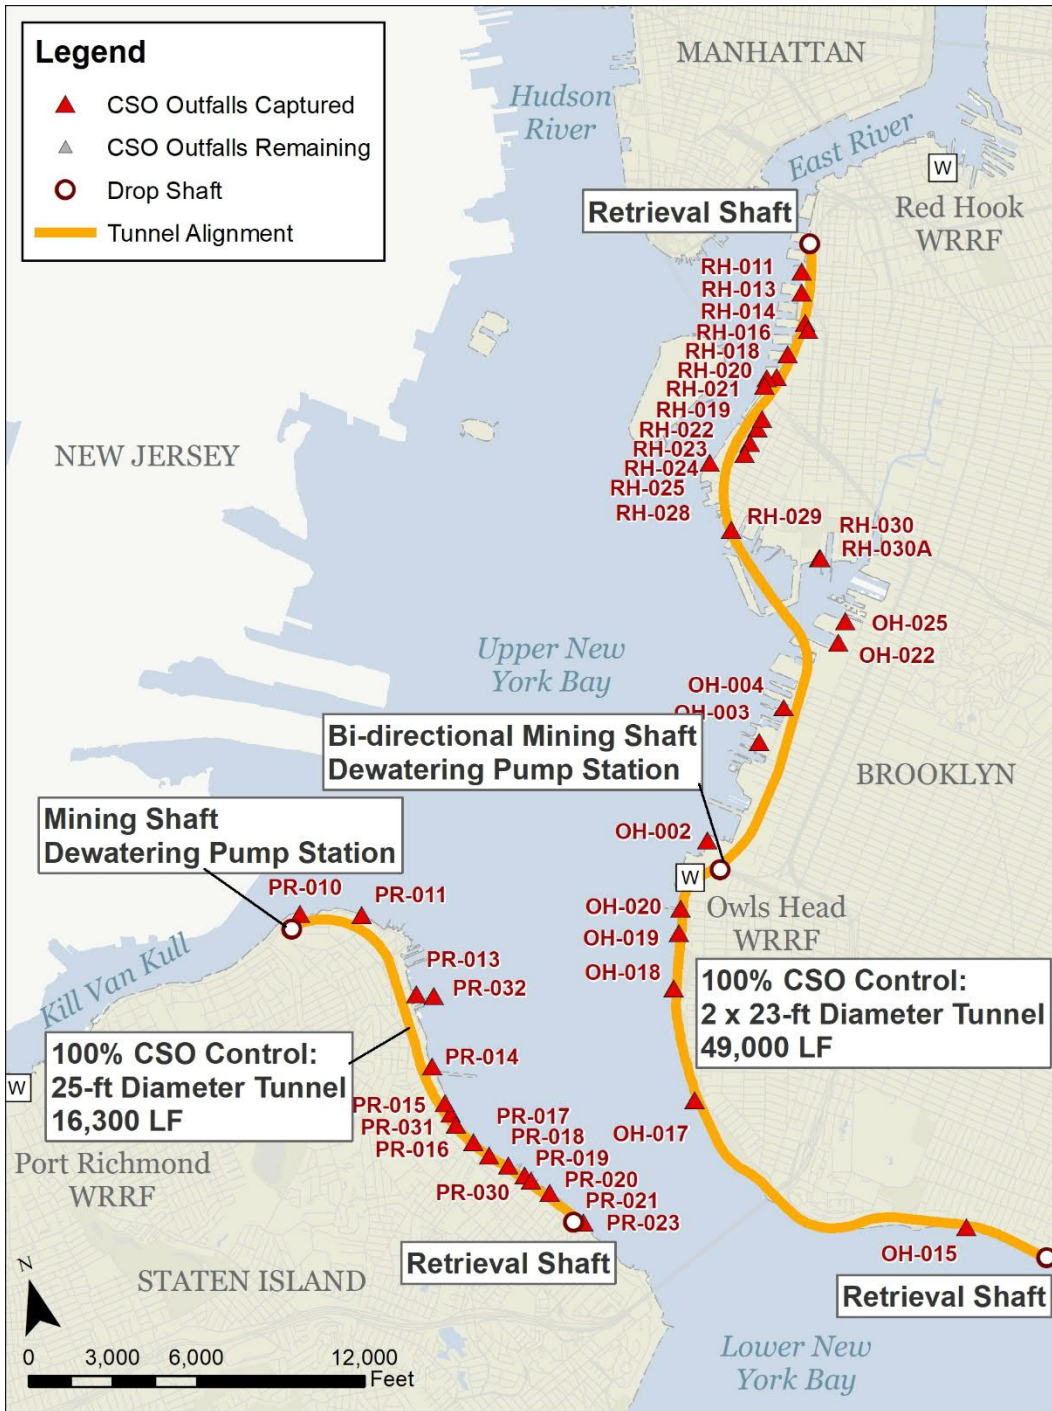 Legend
CSO Outfalls Captured
CSO Outfalls Remaining
Drop Shaft
Tunnel Alignment
MANHATTAN
Hudson
River
East River
W
Red Hook
WRRF
Retrieval Shaft
RH-011
RH-013
RH-014
RH-016
RH-018
RH-020
RH-021
RH-019
RH-022
RH-023
RH-024
RH-025
RH-028
RH-029
RH-030
RH-030A
NEW JERSEY
OH-025
OH-022
Upper New
York Bay
OH-004
OH-003
Bi-directional Mining Shaft
Dewatering Pump Station
BROOKLYN
Mining Shaft
Dewatering Pump Station
OH-002
W
PR-010
PR-011
OH-020
OH-019
Owls Head
WRRF
Kill Van Kull
PR-013
PR-032
OH-018
100% CSO Control:
2 x 23-ft Diameter Tunnel
49,000 LF
100% CSO Control:
25-ft Diameter Tunnel
16,300 LF
W
PR-014
PR-015
PR-031
PR-016
PR-017
PR-018
PR-019
PR-020
PR-021
PR-023
PR-030
OH-017
Port Richmond
WRRF
Retrieval Shaft
OH-015
Retrieval Shaft
STATEN ISLAND
N
0 3,000 6,000 12,000
Feet
Lower New
York Bay